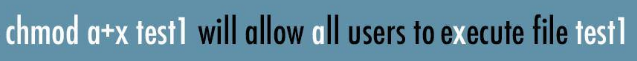 chmod a+x test1 will allow all users to execute file test1